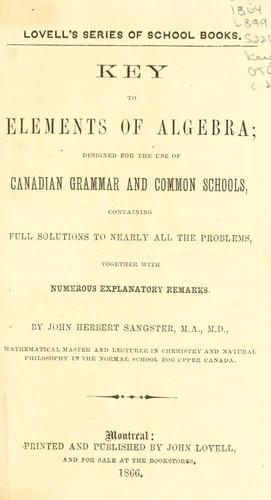 1864
L899
LOVELL'S SERIES OF SCHOOL BOOKS.
KEY
TO
ELEMENTS OF ALGEBRA;
DESIGNED FOR THE USE OF
CANADIAN GRAMMAR AND COMMON SCHOOLS,
CONTAINING
FULL SOLUTIONS TO NEARLY ALL THE PROBLEMS,
TOGETHER WITH
NUMEROUS EXPLANATORY REMARKS.
BY JOHN HERBERT SANGSTER, M.A., M.D.,
MATHEMATICAL MASTER AND LECTURER IN CHEMISTRY AND NATURAL
PHILOSOPHY IN THE NORMAL SCHOOL FOR UPPER CANADA.
Montreal:
PRINTED AND PUBLISHED BY JOHN LOVELL,
AND FOR SALE AT THE BOOKSTORES.
1866.